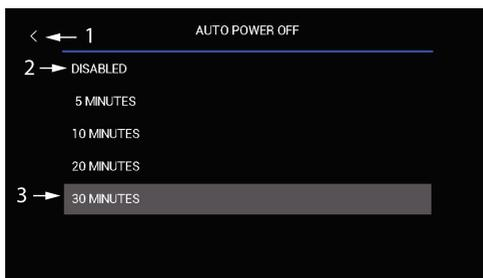 < 1 AUTO POWER OFF
2 DISABLED
5 MINUTES
10 MINUTES
20 MINUTES
3 30 MINUTES